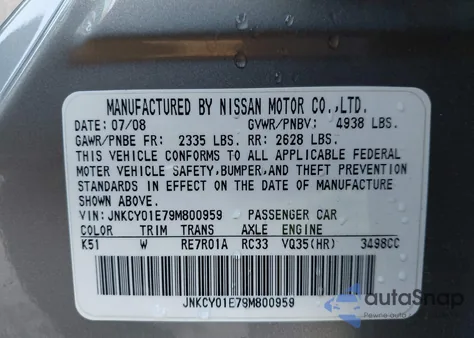 MANUFACTURED BY NISSAN MOTOR CO.,LTD.
DATE: 07/08 GVWR/PNBV: 4938 LBS.
GAWR/PNBE FR: 2335 LBS. RR: 2628 LBS.
THIS VEHICLE CONFORMS TO ALL APPLICABLE FEDERAL
MOTOR VEHICLE SAFETY,BUMPER,AND THEFT PREVENTION
STANDARDS IN EFFECT ON THE DATE OF MANUFACTURE
SHOWN ABOVE.
VIN: JNKCY01E79M800959 PASSENGER CAR
COLOR TRIM TRANS AXLE ENGINE
K51 W RE7R01A RC33 VQ35(HR) 3498CC
JNKCY01E79M800959
autaSnap
Pewne-auto